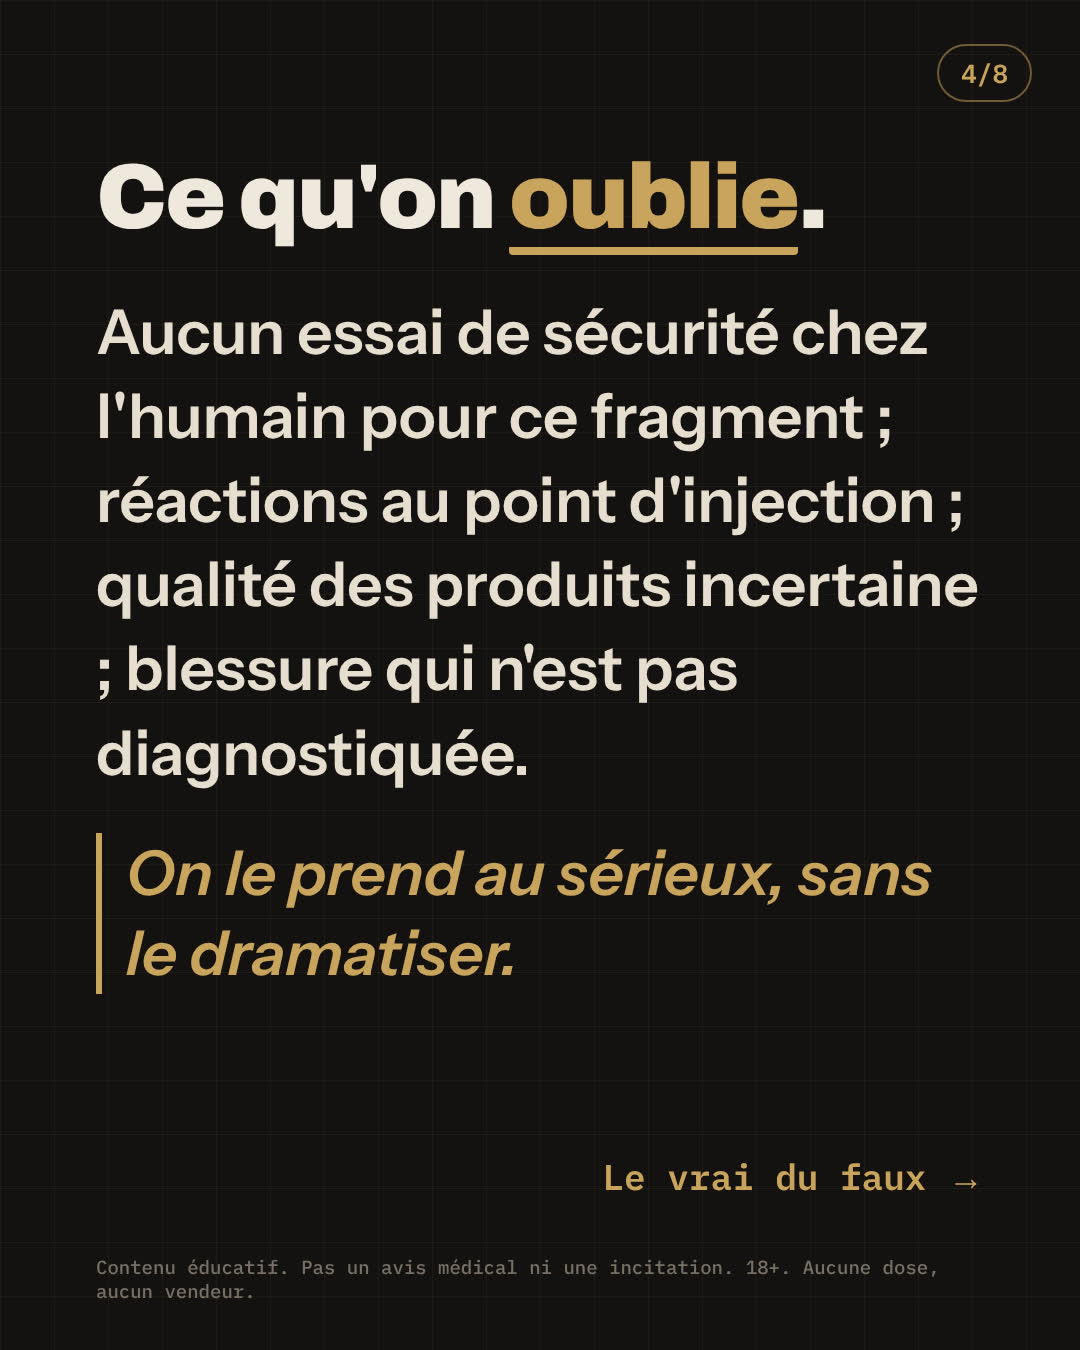 4/8
Ce qu'on oublie.
Aucun essai de sécurité chez
l'humain pour ce fragment ;
réactions au point d'injection ;
qualité des produits incertaine
; blessure qui n'est pas
diagnostiquée.
On le prend au sérieux, sans
le dramatiser.
Le vrai du faux →
Contenu éducatif. Pas un avis médical ni une incitation. 18+. Aucune dose,
aucun vendeur.